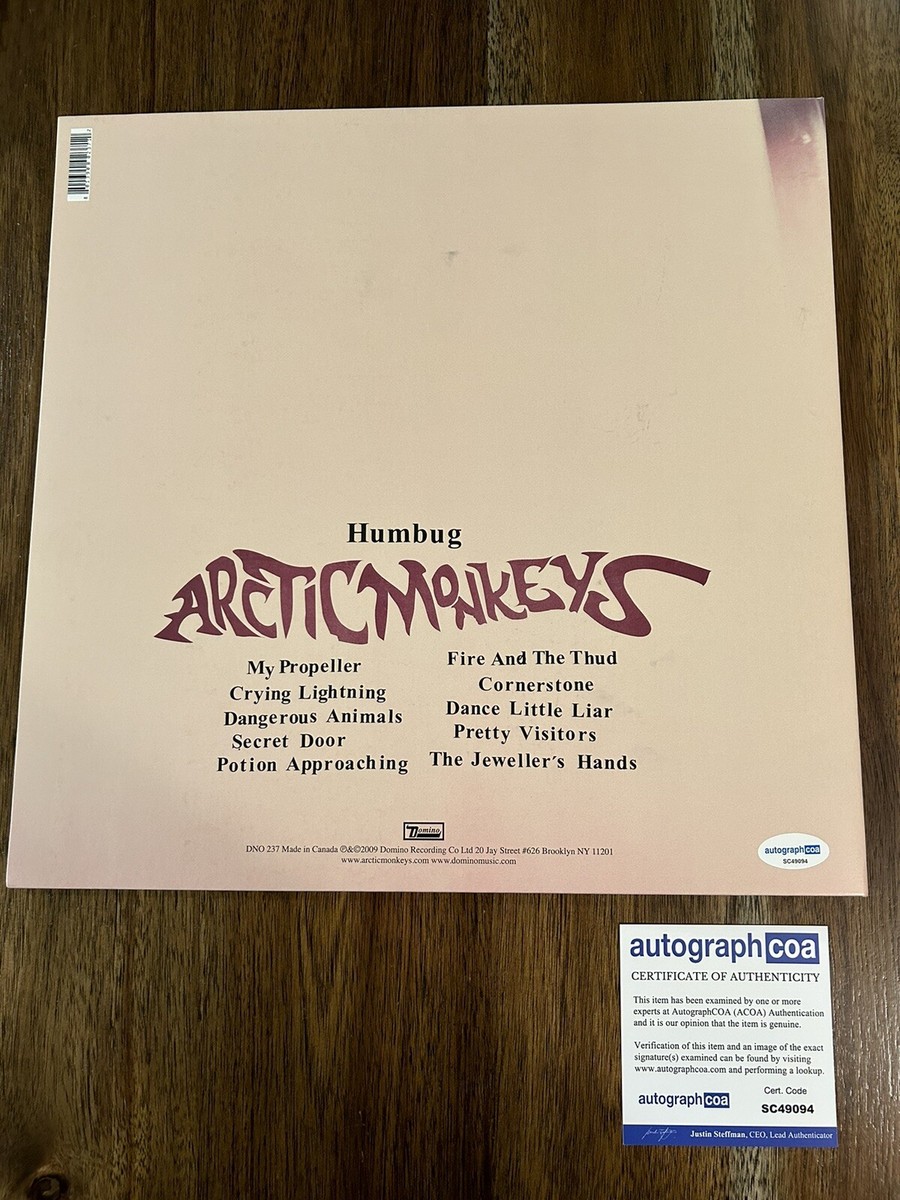 Humbug
ARCTIC MONKEYS
My Propeller
Crying Lightning
Dangerous Animals
Secret Door
Potion Approaching
Fire And The Thud
Cornerstone
Dance Little Liar
Pretty Visitors
The Jeweller's Hands
Domino
DNO 237 Made in Canada ℗&©2009 Domino Recording Co Ltd 20 Jay Street #626 Brooklyn NY 11201
www.arcticmonkeys.com www.dominomusic.com
autographcoa
SC49094
autographcoa
CERTIFICATE OF AUTHENTICITY
This item has been examined by one or more
experts at AutographCOA (ACOA) Authentication
and it is our opinion that the item is genuine.
Verification of this item and an image of the exact
signature(s) examined can be found by visiting
www.autographcoa.com and performing a lookup.
autographcoa
Cert. Code
SC49094
Justin Steffman, CEO, Lead Authenticator